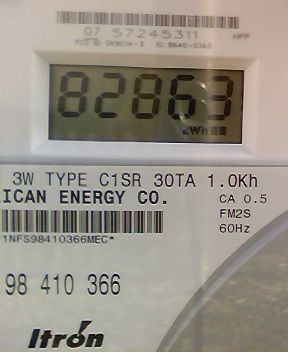 07 57245311 HPP
82863
kWh
3W TYPE C1SR 30TA 1.0Kh
ICAN ENERGY CO. CA 0.5
FM2S
1NFS98410366MEC* 60Hz
98 410 366
Itron